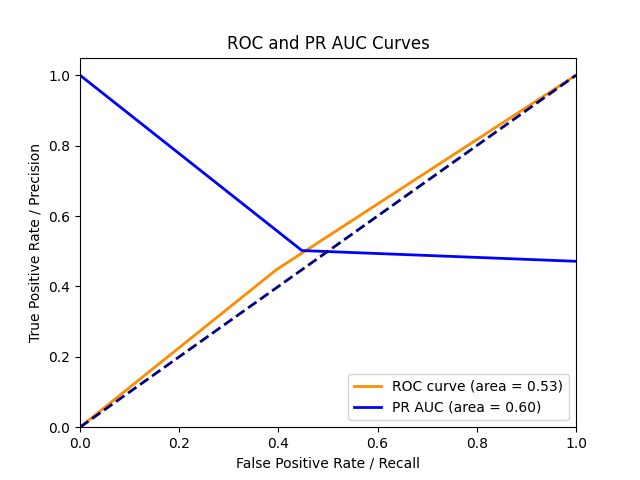 ROC and PR AUC Curves
True Positive Rate / Precision
1.0
0.8
0.6
0.4
0.2
0.0
ROC curve (area = 0.53)
PR AUC (area = 0.60)
0.0 0.2 0.4 0.6 0.8 1.0
False Positive Rate / Recall